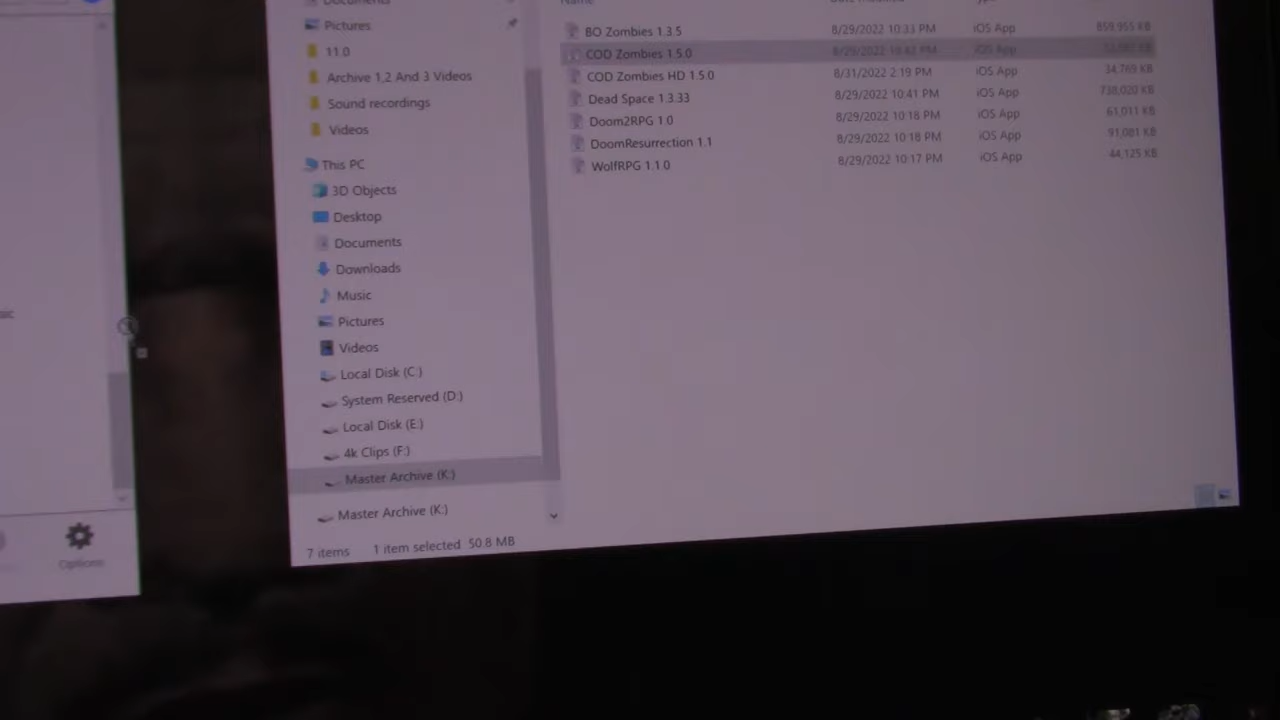 Documents
Pictures
11.0
Archive 1,2 And 3 Videos
Sound recordings
Videos
This PC
3D Objects
Desktop
Documents
Downloads
Music
Pictures
Videos
Local Disk (C:)
System Reserved (D:)
Local Disk (E:)
4k Clips (F:)
Master Archive (K:)
Master Archive (K:)
7 items 1 item selected 50.8 MB
Name
BO Zombies 1.3.5 8/29/2022 10:33 PM iOS App 859,955 KB
COD Zombies 1.5.0 8/29/2022 PM iOS App KB
COD Zombies HD 1.5.0 8/31/2022 2:19 PM iOS App 34,769 KB
Dead Space 1.3.33 8/29/2022 10:41 PM iOS App 738,020 KB
Doom2RPG 1.0 8/29/2022 10:18 PM iOS App 61,011 KB
DoomResurrection 1.1 8/29/2022 10:18 PM iOS App 91,081 KB
WolfRPG 1.1.0 8/29/2022 10:17 PM iOS App 44,125 KB
Options